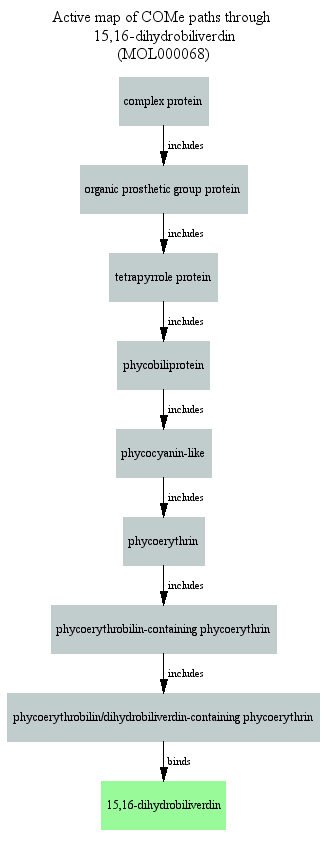 Active map of COMe paths through
15,16-dihydrobiliverdin
(MOL000068)
complex protein
includes
organic prosthetic group protein
includes
tetrapyrrole protein
includes
phycobiliprotein
includes
phycocyanin-like
includes
phycoerythrin
includes
phycoerythrobilin-containing phycoerythrin
includes
phycoerythrobilin/dihydrobiliverdin-containing phycoerythrin
binds
15,16-dihydrobiliverdin